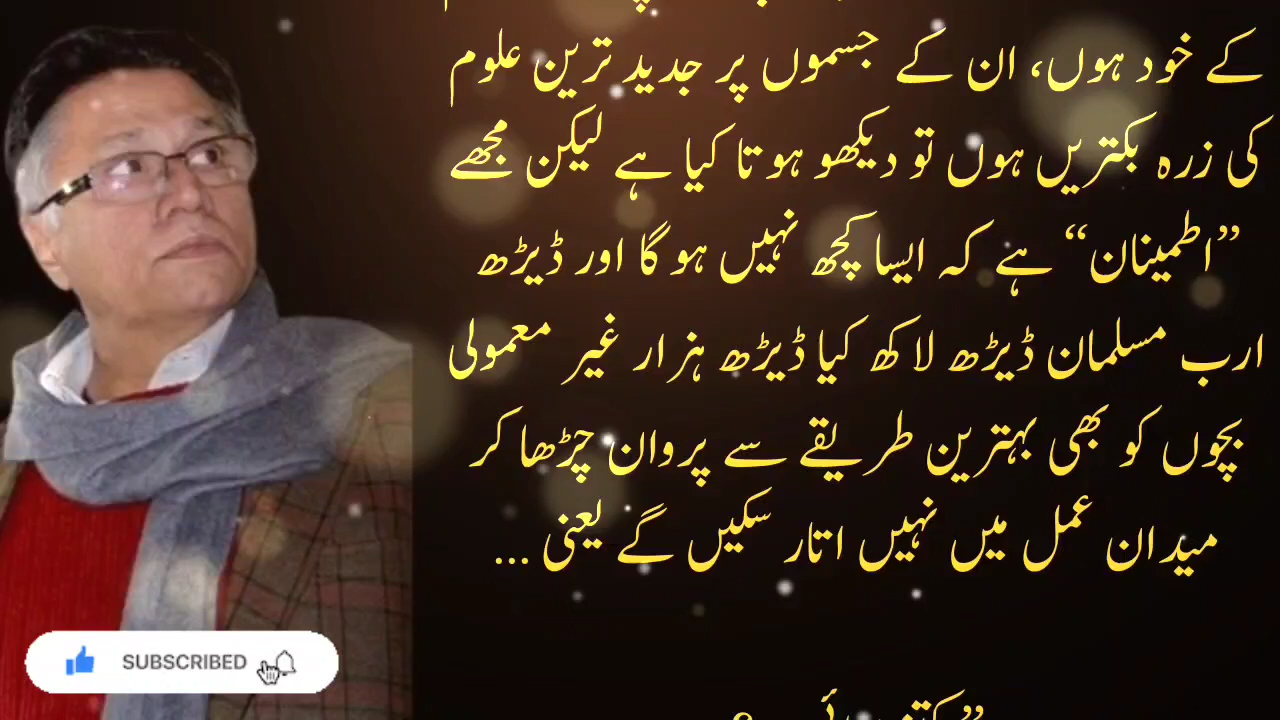 کے خود ہوں، ان کے جسموں پر جدید ترین علوم
کی زرہ بکتریں ہوں تو دیکھو ہوتا کیا ہے لیکن مجھے
”اطمینان“ ہے کہ ایسا کچھ نہیں ہو گا اور ڈیڑھ
ارب مسلمان ڈیڑھ لاکھ کیا ڈیڑھ ہزار غیر معمولی
بچوں کو بھی بہترین طریقے سے پروان چڑھا کر
میدان عمل میں نہیں اتار سکیں گے یعنی ...
SUBSCRIBED